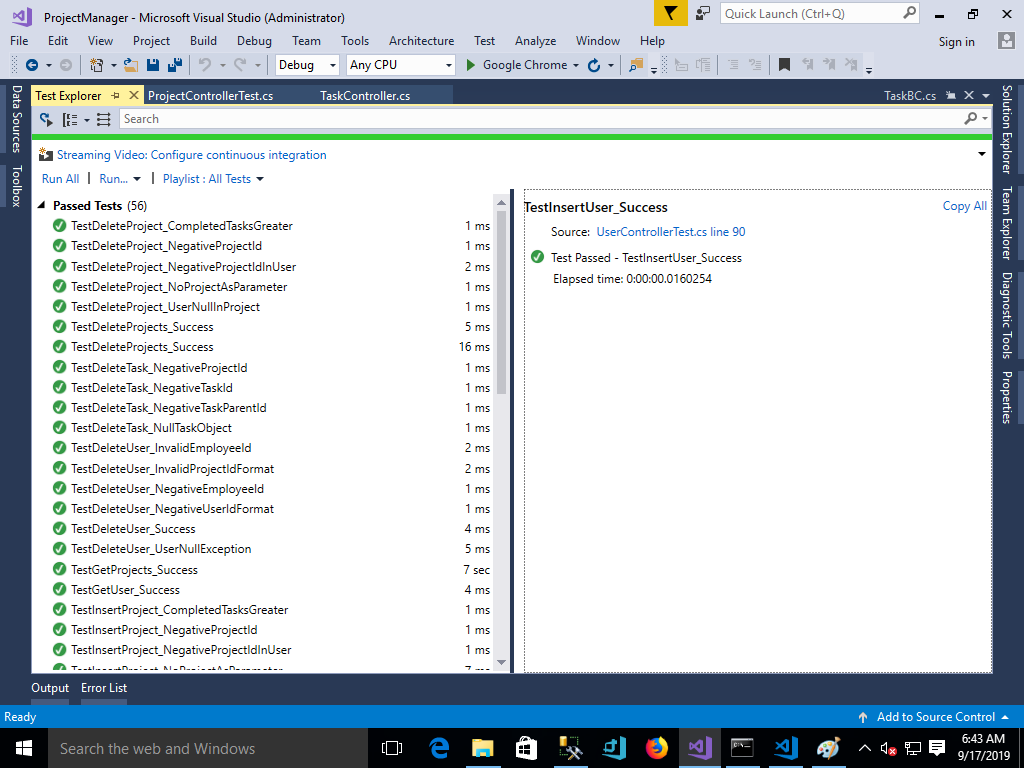 ProjectManager - Microsoft Visual Studio (Administrator)
Quick Launch (Ctrl+Q)
File Edit View Project Build Debug Team Tools Architecture Test Analyze Window Help
Sign in
Debug Any CPU Google Chrome
Data Sources
Toolbox
Test Explorer ProjectControllerTest.cs TaskController.cs TaskBC.cs
Search
Streaming Video: Configure continuous integration
Run All | Run... | Playlist : All Tests
Passed Tests (56)
TestDeleteProject_CompletedTasksGreater 1 ms
TestDeleteProject_NegativeProjectId 1 ms
TestDeleteProject_NegativeProjectIdInUser 2 ms
TestDeleteProject_NoProjectAsParameter 1 ms
TestDeleteProject_UserNullInProject 1 ms
TestDeleteProjects_Success 5 ms
TestDeleteProjects_Success 16 ms
TestDeleteTask_NegativeProjectId 1 ms
TestDeleteTask_NegativeTaskId 1 ms
TestDeleteTask_NegativeTaskParentId 1 ms
TestDeleteTask_NullTaskObject 1 ms
TestDeleteUser_InvalidEmployeeId 2 ms
TestDeleteUser_InvalidProjectIdFormat 2 ms
TestDeleteUser_NegativeEmployeeId 1 ms
TestDeleteUser_NegativeUserIdFormat 1 ms
TestDeleteUser_Success 4 ms
TestDeleteUser_UserNullException 5 ms
TestGetProjects_Success 7 sec
TestGetUser_Success 4 ms
TestInsertProject_CompletedTasksGreater 1 ms
TestInsertProject_NegativeProjectId 1 ms
TestInsertProject_NegativeProjectIdInUser 1 ms
TestInsertProject_NoProjectAsParameter 7 ms
TestInsertUser_Success
Copy All
Source: UserControllerTest.cs line 90
Test Passed - TestInsertUser_Success
Elapsed time: 0:00:00.0160254
Solution Explorer
Team Explorer
Diagnostic Tools
Properties
Output Error List
Ready
Add to Source Control
Search the web and Windows
6:43 AM
9/17/2019